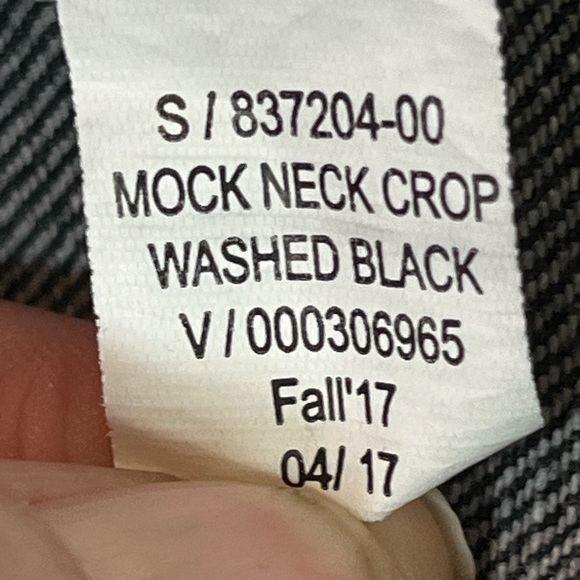 S / 837204-00
MOCK NECK CROP
WASHED BLACK
V / 000306965
Fall'17
04/ 17